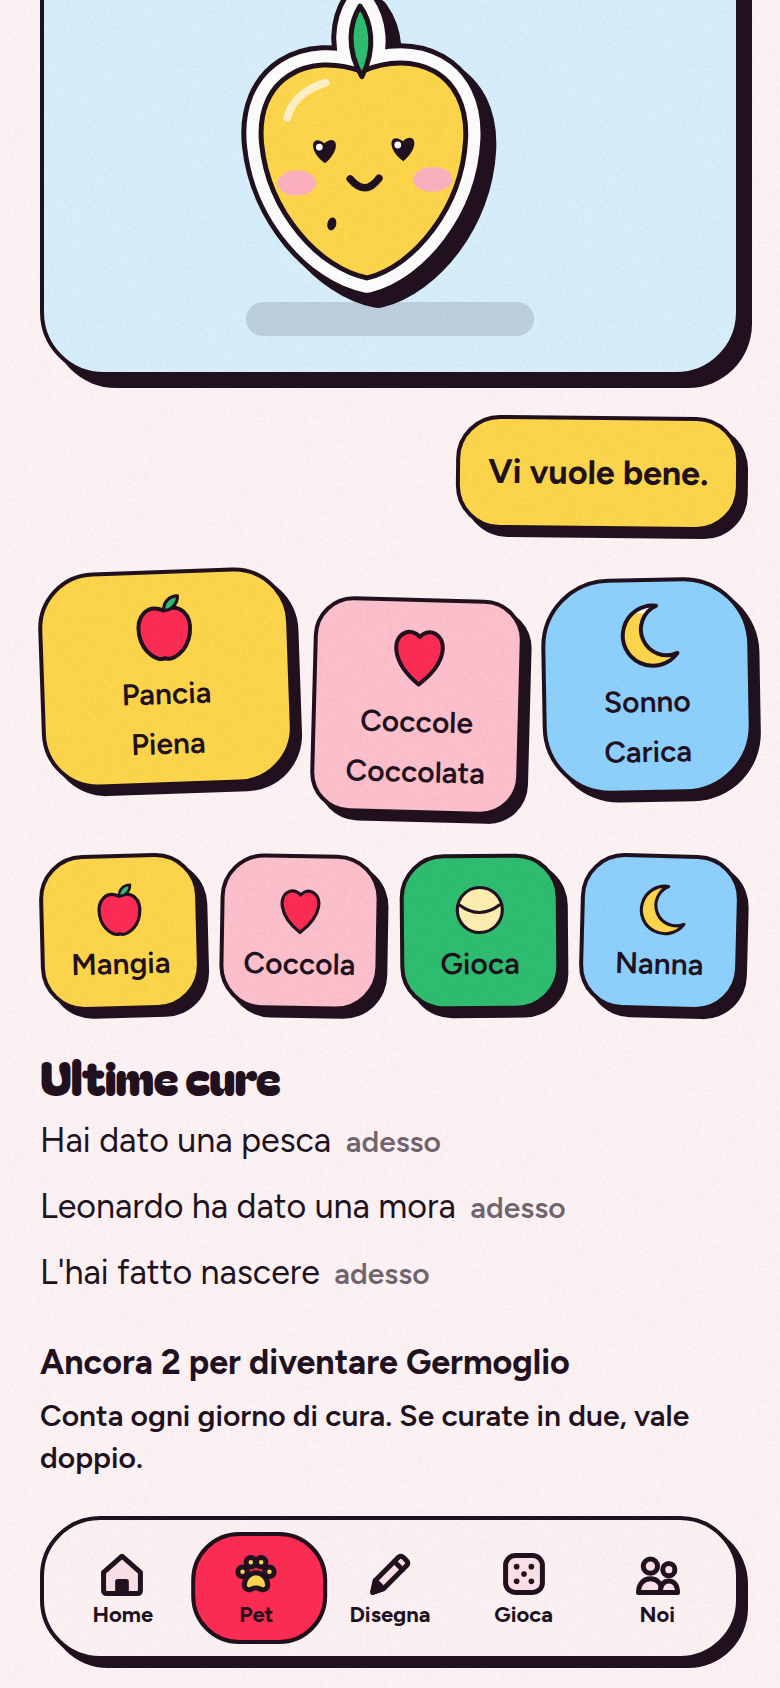 Vi vuole bene.
Pancia
Piena
Coccole
Coccolata
Sonno
Carica
Mangia
Coccola
Gioca
Nanna
Ultime cure
Hai dato una pesca adesso
Leonardo ha dato una mora adesso
L'hai fatto nascere adesso
Ancora 2 per diventare Germoglio
Conta ogni giorno di cura. Se curate in due, vale
doppio.
Home
Pet
Disegna
Gioca
Noi